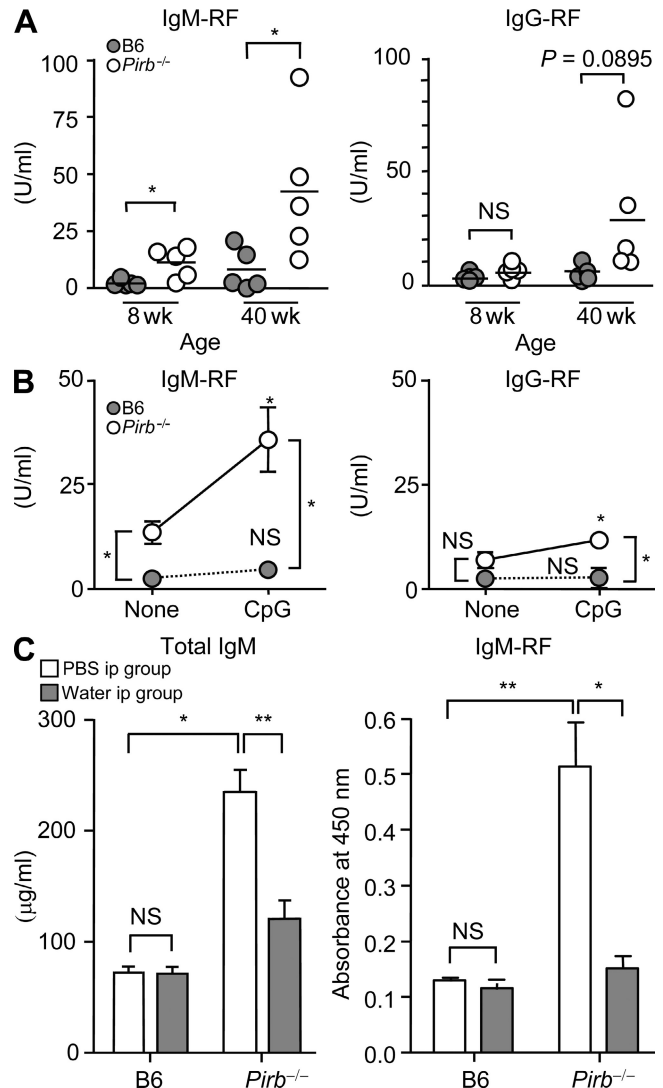 A
IgM-RF
B6
Pirb–/–
(U/ml)
100
75
50
25
0
*
*
8 wk
40 wk
Age
IgG-RF
(U/ml)
100
50
0
NS
P = 0.0895
8 wk
40 wk
Age
B
IgM-RF
B6
Pirb–/–
(U/ml)
50
25
0
*
*
NS
*
None
CpG
IgG-RF
(U/ml)
50
25
0
NS
*
NS
*
None
CpG
C
Total IgM
PBS ip group
Water ip group
(μg/ml)
300
200
100
0
*
**
NS
B6
Pirb–/–
IgM-RF
Absorbance at 450 nm
0.6
0.5
0.4
0.3
0.2
0.1
0.0
**
*
NS
B6
Pirb–/–